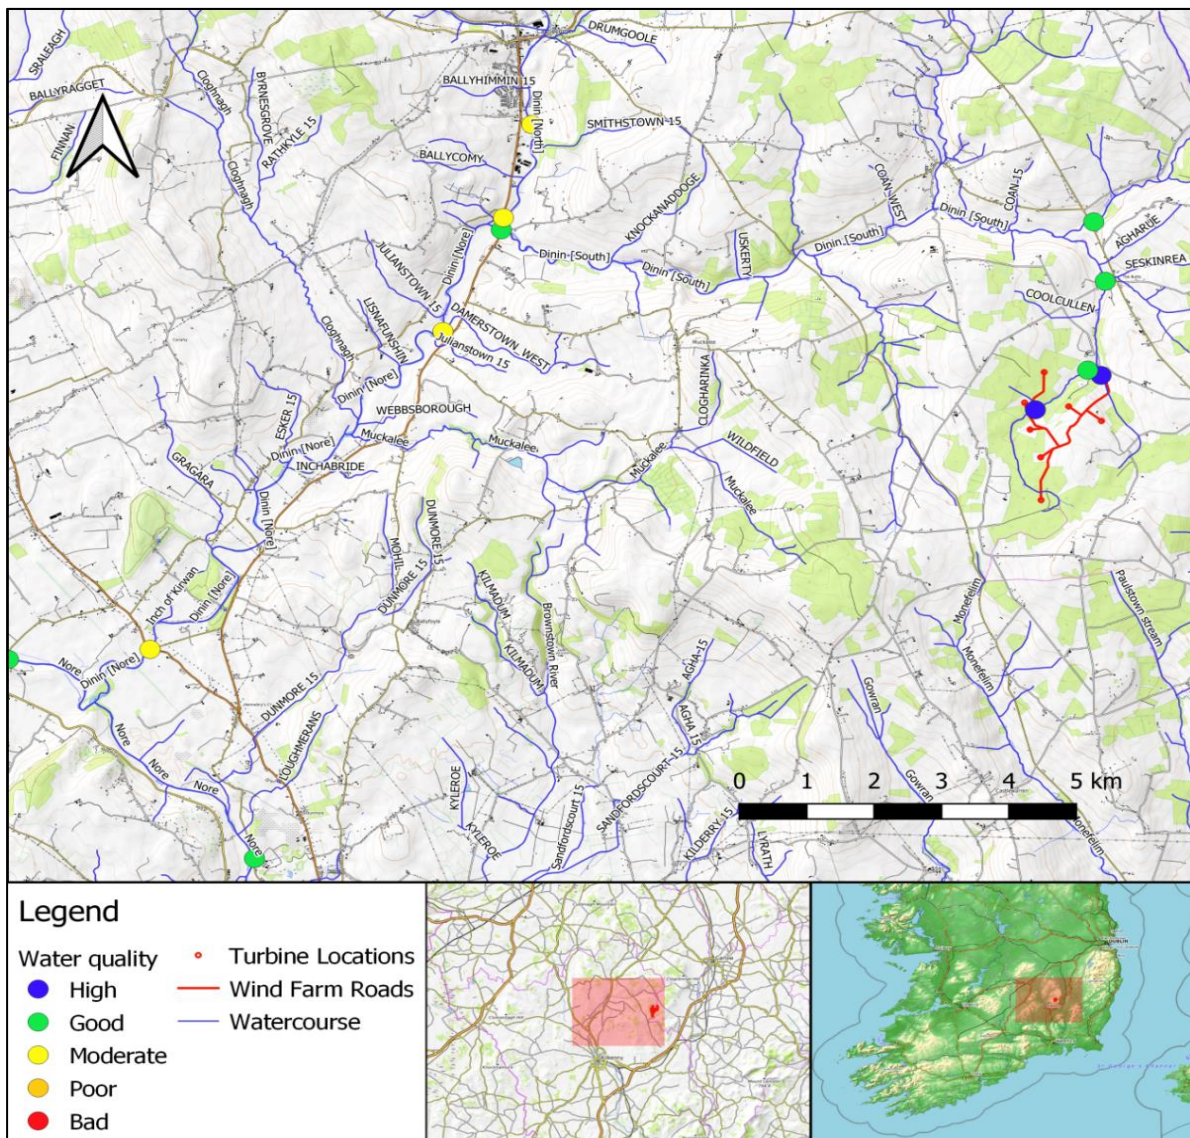 DRUMGOOLE
SRALEAGH
BALLYRAGGET
FINNAN
Cloghnagh
BYRNESGROVE
RATHKYLE 15
BALLYHIMMIN 15
Dinin [North]
SMITHSTOWN 15
BALLYCOMY
Cloghnagh
KNOCKANADDOGE
COAN_WEST
COAN-15
Dinin [South]
AGHARUE
Dinin [Nore]
JULIANSTOWN 15
Dinin [South]
USKERTY
Dinin [South]
SESKINREA
Dinin [South]
COOLCULLEN
LISNAFUNSHIN
DAMERSTOWN_WEST
Julianstown 15
Cloghnagh
Muckalee
Dinin [Nore]
CLOGHARINKA
WEBBSBOROUGH
ESKER 15
Muckalee
Muckalee
WILDFIELD
Dinin [Nore]
INCHABRIDE
Muckalee
GRAGARA
Muckalee
Dinin [Nore]
MOHIL
DUNMORE 15
Inch of Kirwan
Dinin [Nore]
DUNMORE 15
KILMADUM
Brownstown River
Monefelim
Paulstown stream
Nore
Dinin [Nore]
KILMADUM
AGHA-15
Monefelim
DUNMORE 15
AGHA 15
Gowran
Nore
LOUGHMERANS
Nore
Nore
KYLEROE
SANDFORDSCOURT-15
Gowran
Nore
KYLEROE
Sandfordscourt 15
KILDERRY 15
LYRATH
Monefelim
0 1 2 3 4 5 km
Legend
Water quality
High
Good
Moderate
Poor
Bad
Turbine Locations
Wind Farm Roads
Watercourse
DUBLIN